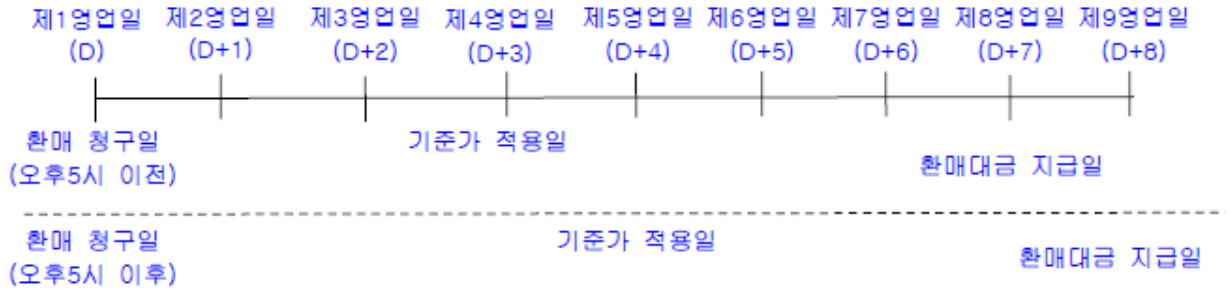 제1영업일 제2영업일 제3영업일 제4영업일 제5영업일 제6영업일 제7영업일 제8영업일 제9영업일
(D) (D+1) (D+2) (D+3) (D+4) (D+5) (D+6) (D+7) (D+8)
환매 청구일 기준가 적용일
(오후5시 이전) 환매대금 지급일
환매 청구일 기준가 적용일
(오후5시 이후) 환매대금 지급일